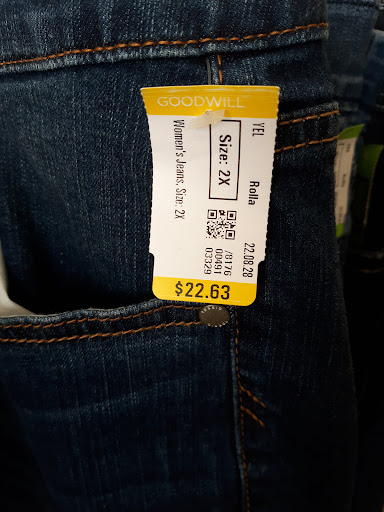 GOODWILL
YEL
Rolla
22.08.28
Size: 2X
/8176
00491
03329
Women's Jeans, Size: 2X
$22.63